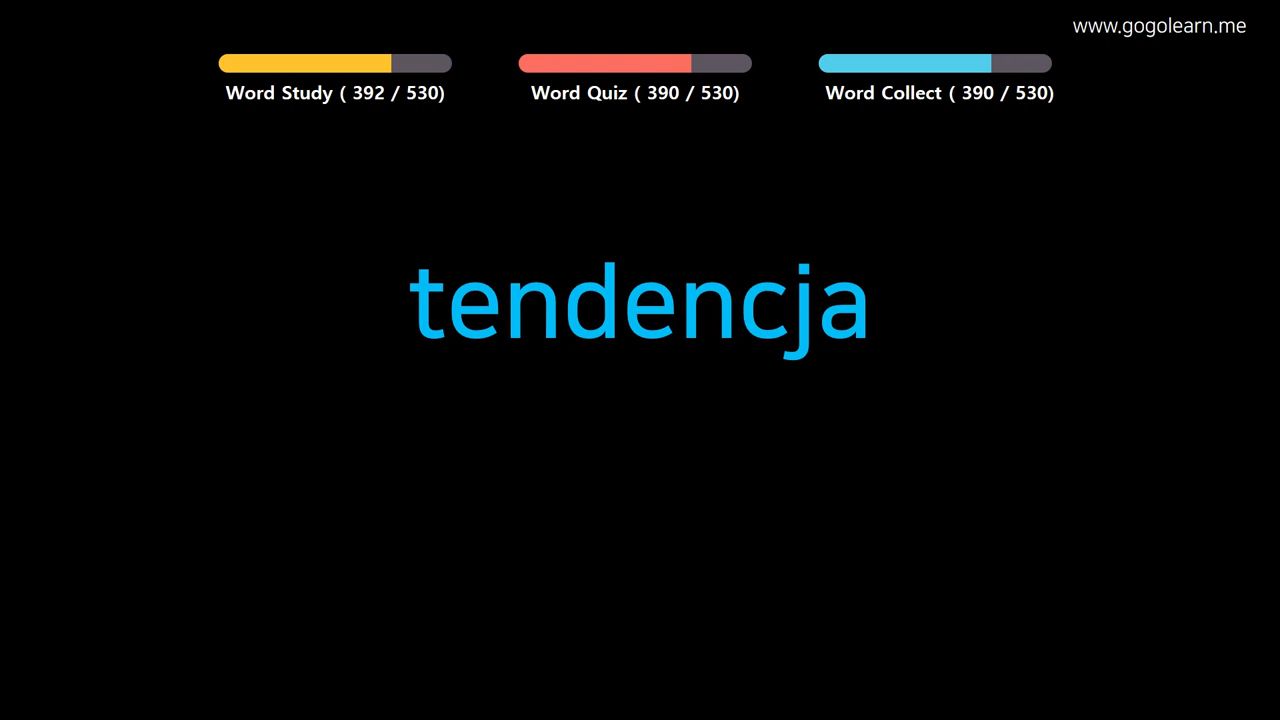 www.gogolearn.me
Word Study ( 392 / 530)
Word Quiz ( 390 / 530)
Word Collect ( 390 / 530)
tendencja